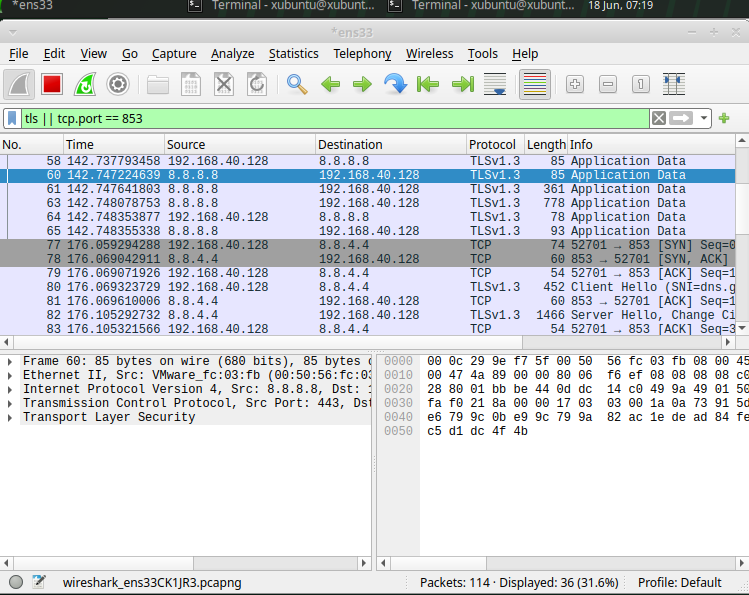 *ens33 Terminal - xubuntu@xubunt... Terminal - xubuntu@xubunt... 18 Jun, 07:19
*ens33
File Edit View Go Capture Analyze Statistics Telephony Wireless Tools Help
tls || tcp.port == 853
No. Time Source Destination Protocol Length Info
58 142.737793458 192.168.40.128 8.8.8.8 TLSv1.3 85 Application Data
60 142.747224639 8.8.8.8 192.168.40.128 TLSv1.3 85 Application Data
61 142.747641803 8.8.8.8 192.168.40.128 TLSv1.3 361 Application Data
63 142.748078753 8.8.8.8 192.168.40.128 TLSv1.3 778 Application Data
64 142.748353877 192.168.40.128 8.8.8.8 TLSv1.3 78 Application Data
65 142.748355338 8.8.8.8 192.168.40.128 TLSv1.3 93 Application Data
77 176.059294288 192.168.40.128 8.8.4.4 TCP 74 52701 → 853 [SYN] Seq=0
78 176.069042911 8.8.4.4 192.168.40.128 TCP 60 853 → 52701 [SYN, ACK]
79 176.069071926 192.168.40.128 8.8.4.4 TCP 54 52701 → 853 [ACK] Seq=1
80 176.069323729 192.168.40.128 8.8.4.4 TLSv1.3 452 Client Hello (SNI=dns.g
81 176.069610006 8.8.4.4 192.168.40.128 TCP 60 853 → 52701 [ACK] Seq=1
82 176.105292732 8.8.4.4 192.168.40.128 TLSv1.3 1466 Server Hello, Change Ci
83 176.105321566 192.168.40.128 8.8.4.4 TCP 54 52701 → 853 [ACK] Seq=3
Frame 60: 85 bytes on wire (680 bits), 85 bytes c
Ethernet II, Src: VMware_fc:03:fb (00:50:56:fc:03
Internet Protocol Version 4, Src: 8.8.8.8, Dst: 1
Transmission Control Protocol, Src Port: 443, Dst
Transport Layer Security
0000 00 0c 29 9e f7 5f 00 50 56 fc 03 fb 08 00 45
0010 00 47 4a 89 00 00 80 06 f6 ef 08 08 08 08 c0
0020 28 80 01 bb be 44 0d dc 14 c0 49 9a 49 01 50
0030 fa f0 21 8a 00 00 17 03 03 00 1a 0a 73 91 5d
0040 e6 79 9c 0b e9 9c 79 9a 82 ac 1e de ad 84 fe
0050 c5 d1 dc 4f 4b
wireshark_ens33CK1JR3.pcapng Packets: 114 · Displayed: 36 (31.6%) Profile: Default